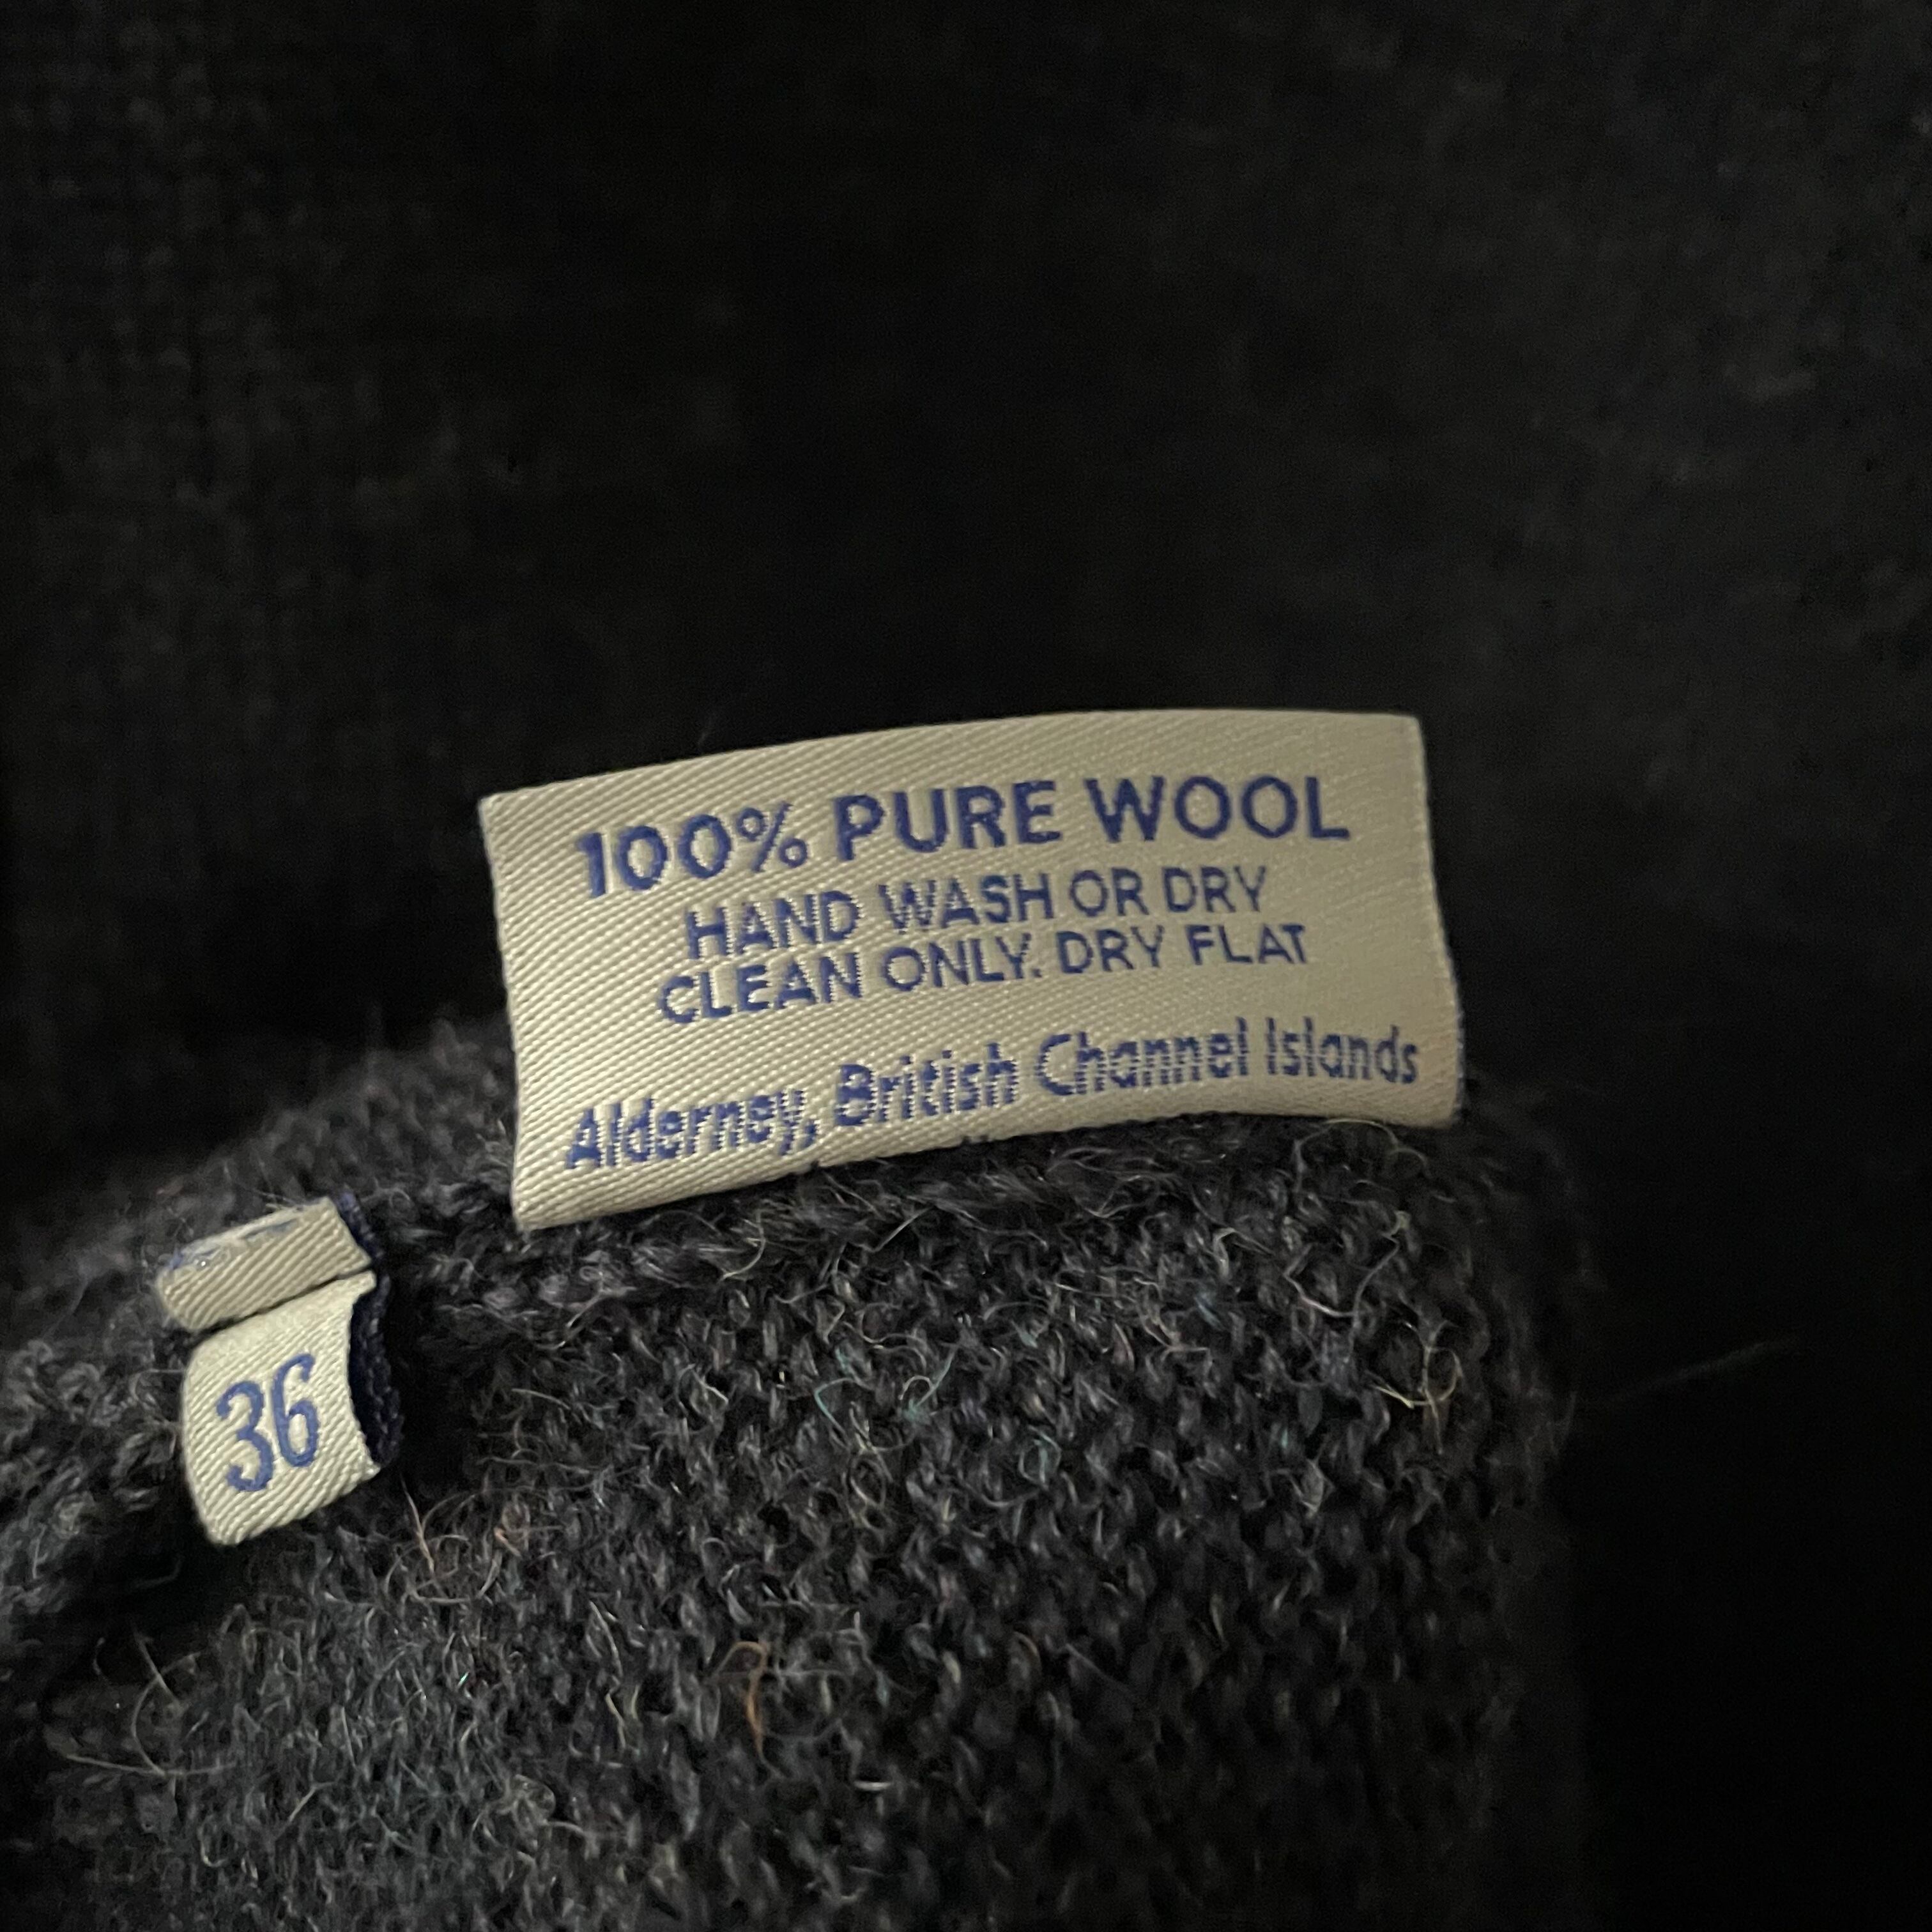 100% PURE WOOL
HAND WASH OR DRY
CLEAN ONLY. DRY FLAT
Alderney, British Channel Islands
36